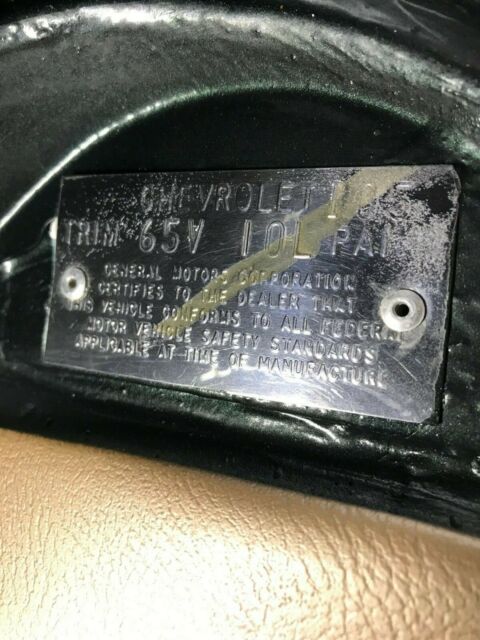 CHEVROLET
TRIM 65V 10L PAI
GENERAL MOTORS CORPORATION
CERTIFIES TO THE DEALER THAT
THIS VEHICLE CONFORMS TO ALL FEDERAL
MOTOR VEHICLE SAFETY STANDARDS
APPLICABLE AT TIME OF MANUFACTURE